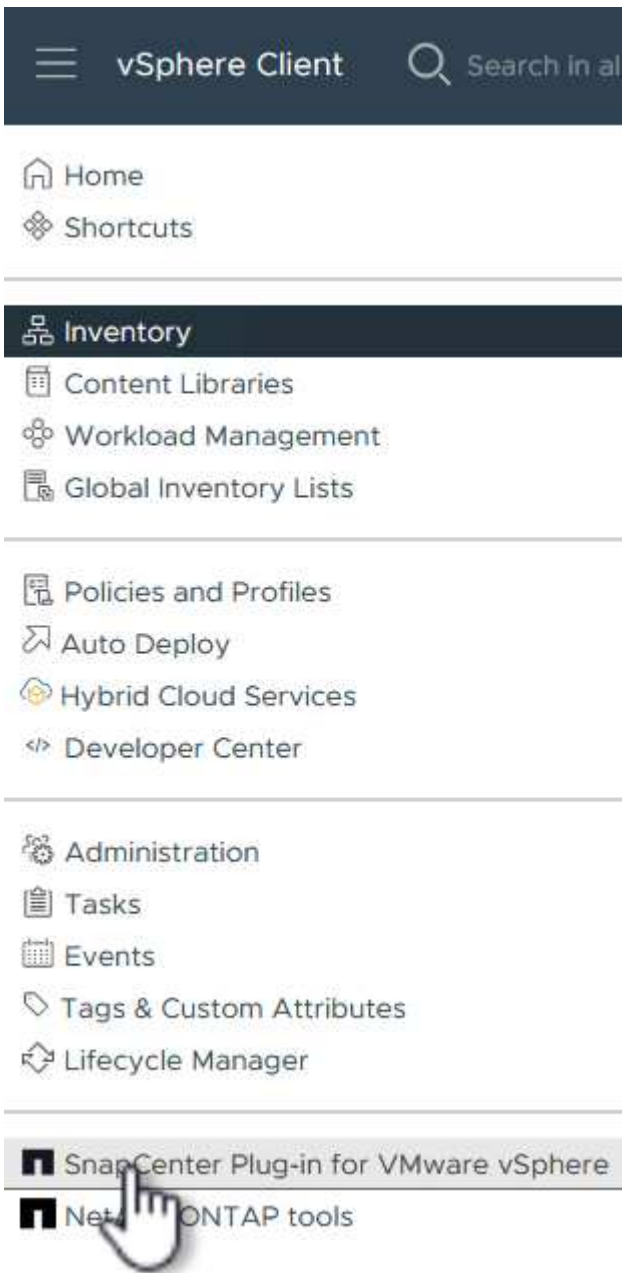 vSphere Client
Search in al
Home
Shortcuts
Inventory
Content Libraries
Workload Management
Global Inventory Lists
Policies and Profiles
Auto Deploy
Hybrid Cloud Services
</> Developer Center
Administration
Tasks
Events
Tags & Custom Attributes
Lifecycle Manager
SnapCenter Plug-in for VMware vSphere
ONTAP tools